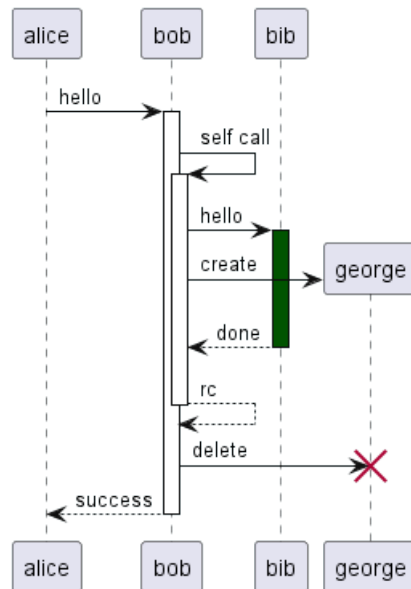 alice bob bib
hello
self call
hello
create
george
done
rc
delete
success
alice bob bib george